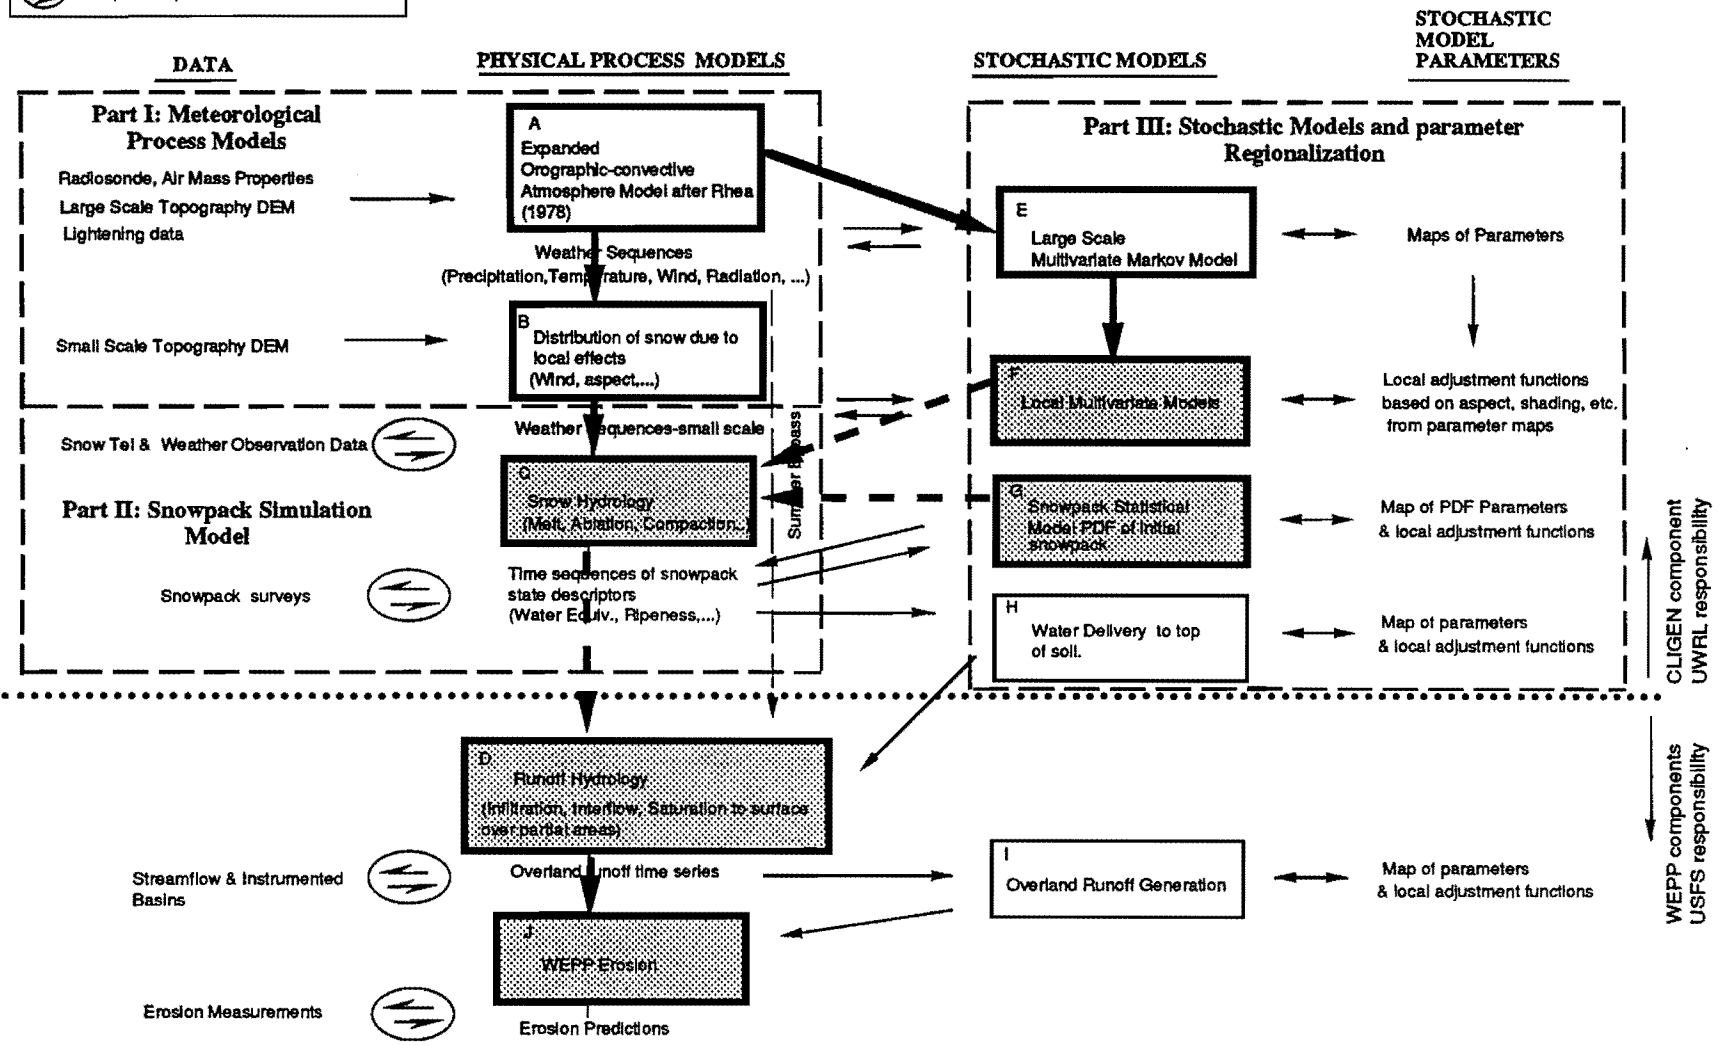 DATA
PHYSICAL PROCESS MODELS
STOCHASTIC MODELS
STOCHASTIC
MODEL
PARAMETERS
Part I: Meteorological
Process Models
Radiosonde, Air Mass Properties
Large Scale Topography DEM
Lightening data
Small Scale Topography DEM
A
Expanded
Orographic-convective
Atmosphere Model after Rhea
(1978)
Weather Sequences
(Precipitation,Temperature, Wind, Radiation, ...)
B
Distribution of snow due to
local effects
(Wind, aspect,...)
Weather Sequences-small scale
Summer Bypass
Snow Tel & Weather Observation Data
Part II: Snowpack Simulation
Model
Snowpack surveys
C
Snow Hydrology
(Melt, Ablation, Compaction..)
Time sequences of snowpack
state descriptors
(Water Equiv., Ripeness,...)
Part III: Stochastic Models and parameter
Regionalization
E
Large Scale
Multivariate Markov Model
Maps of Parameters
F
Local Multivariate Models
Local adjustment functions
based on aspect, shading, etc.
from parameter maps
G
Snowpack Statistical
Model PDF of Initial
snowpack
Map of PDF Parameters
& local adjustment functions
H
Water Delivery to top
of soil.
Map of parameters
& local adjustment functions
CLIGEN component
UWRL responsibility
D
Runoff Hydrology
(Infiltration, Interflow, Saturation to surface
over partial areas)
Overland runoff time series
Streamflow & Instrumented
Basins
I
Overland Runoff Generation
Map of parameters
& local adjustment functions
WEPP components
USFS responsibility
J
WEPP Erosion
Erosion Measurements
Erosion Predictions